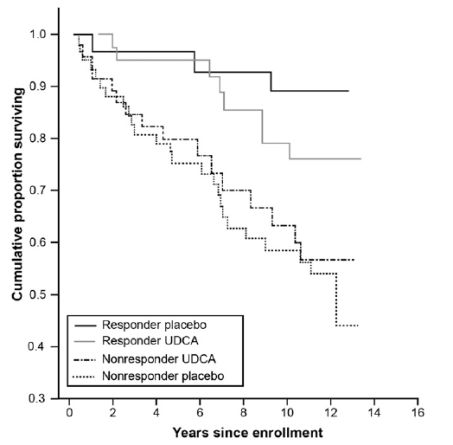 1.0
0.9
0.8
0.7
0.6
0.5
0.4
0.3
Cumulative proportion surviving
Responder placebo
Responder UDCA
Nonresponder UDCA
Nonresponder placebo
0 2 4 6 8 10 12 14 16
Years since enrollment